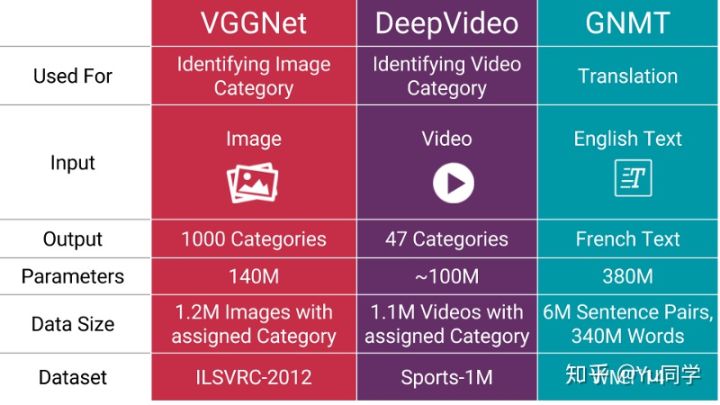 VGGNet DeepVideo GNMT
Used For Identifying Image Category Identifying Video Category Translation
Input Image Video English Text
Output 1000 Categories 47 Categories French Text
Parameters 140M ~100M 380M
Data Size 1.2M Images with assigned Category 1.1M Videos with assigned Category 6M Sentence Pairs, 340M Words
Dataset ILSVRC-2012 Sports-1M
知乎 @Yu同学